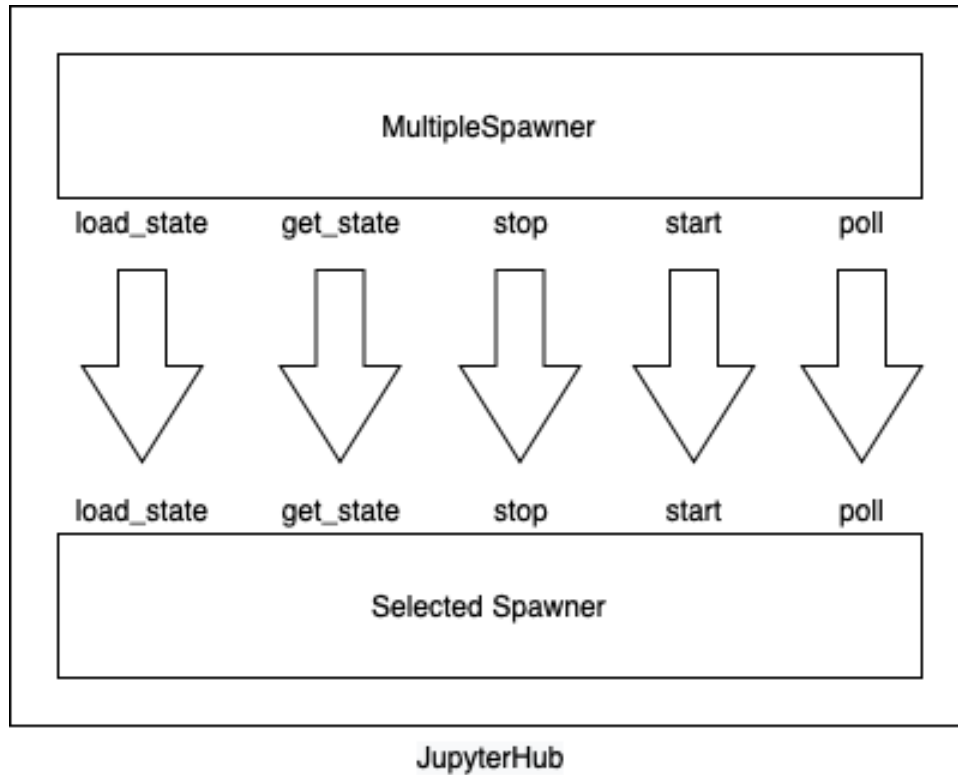 MultipleSpawner
load_state get_state stop start poll
load_state get_state stop start poll
Selected Spawner
JupyterHub